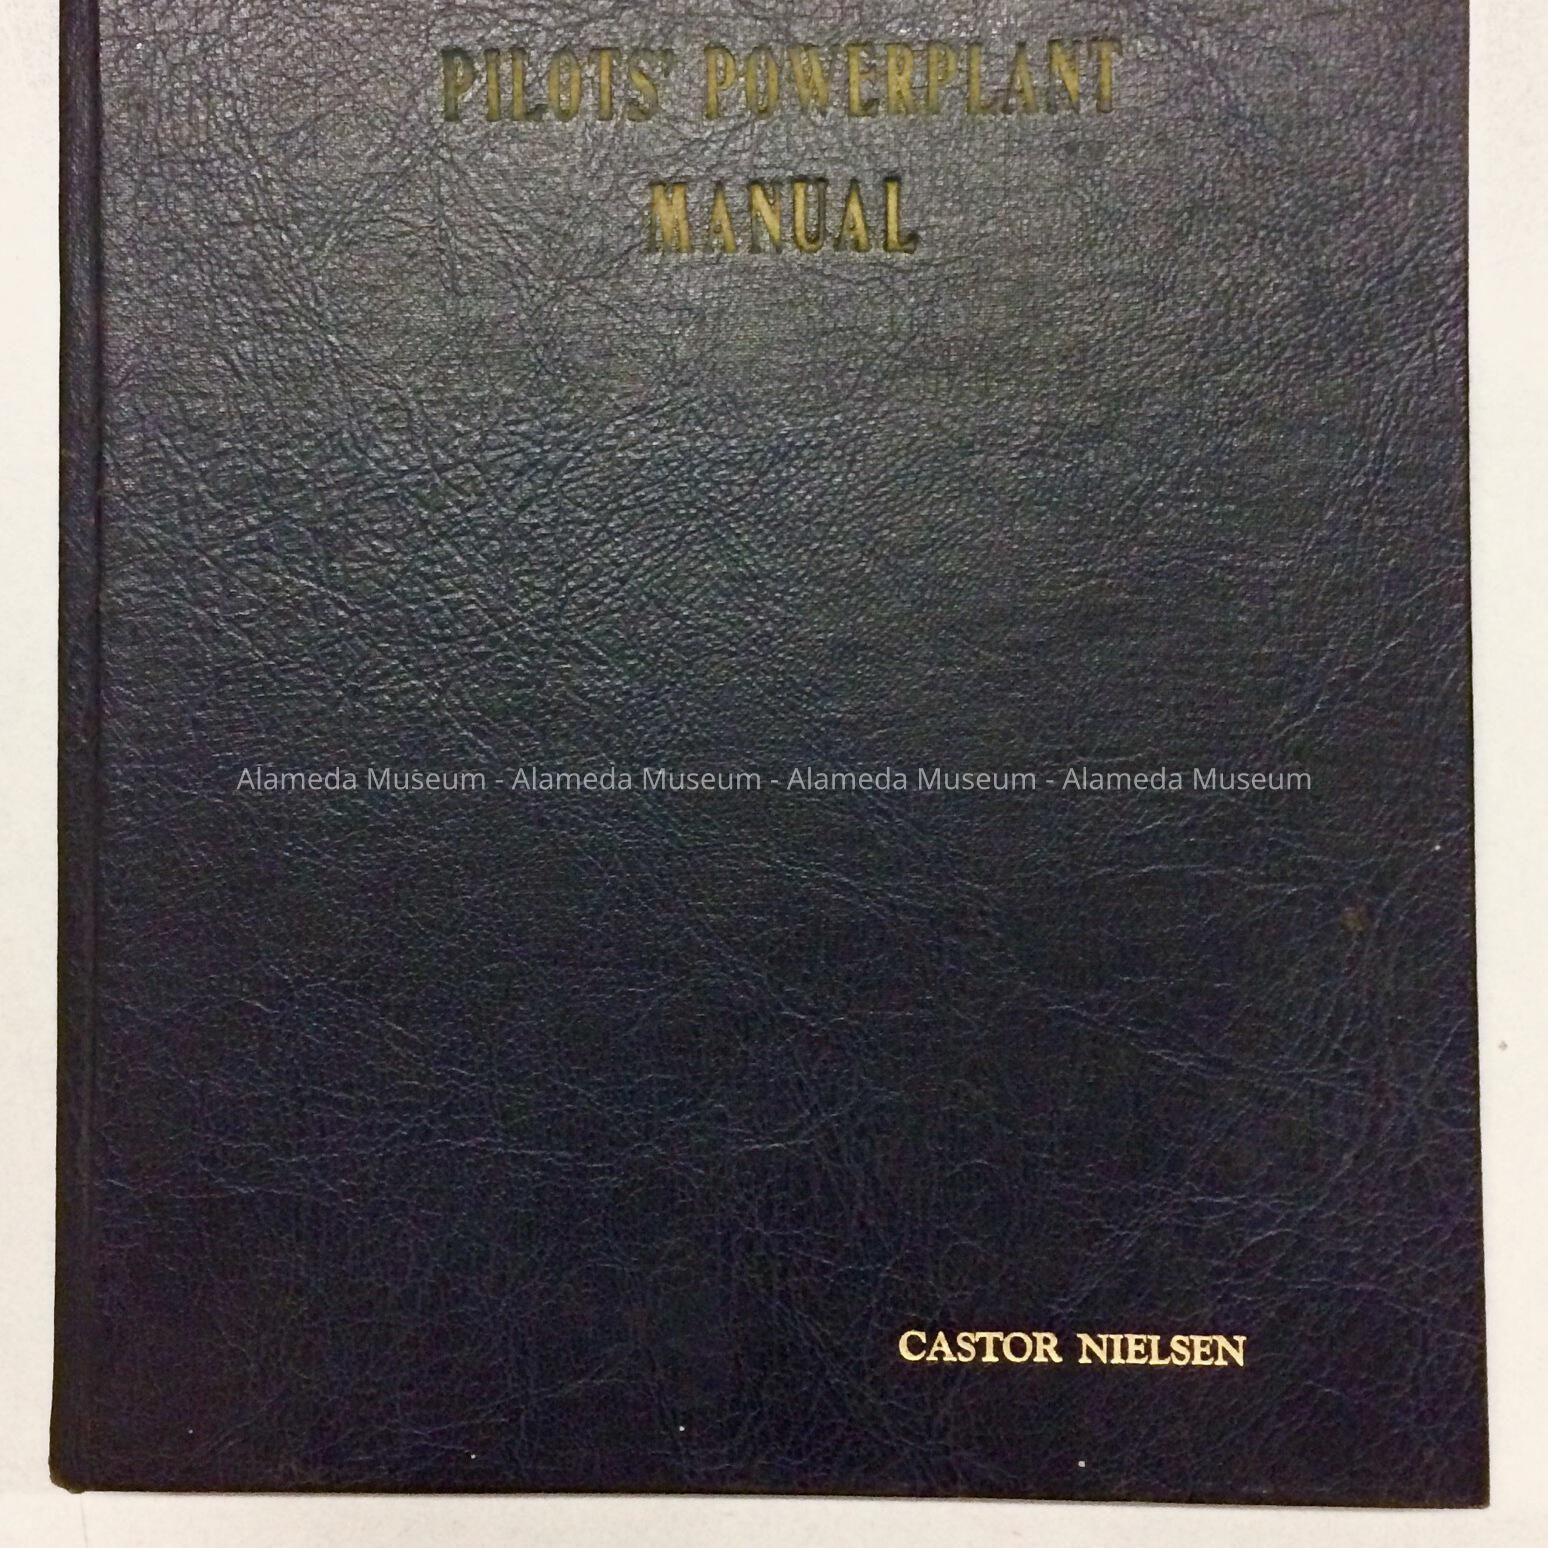 PILOTS' POWERPLANT
MANUAL
Alameda Museum - Alameda Museum - Alameda Museum - Alameda Museum
CASTOR NIELSEN